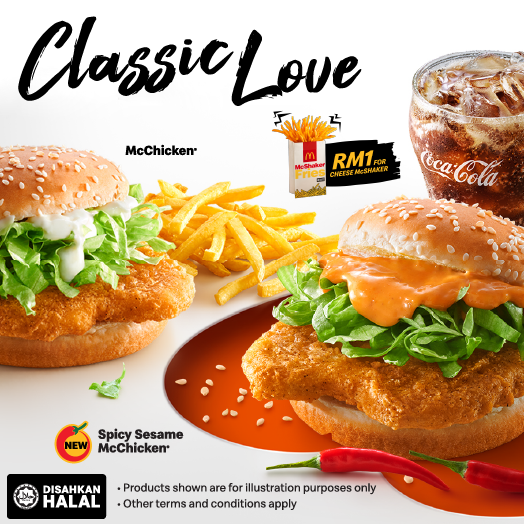 Classic Love
McChicken®
McShaker
Fries
RM1 FOR
CHEESE McSHAKER
Coca-Cola
NEW
Spicy Sesame
McChicken®
DISAHKAN
HALAL
• Products shown are for illustration purposes only
• Other terms and conditions apply